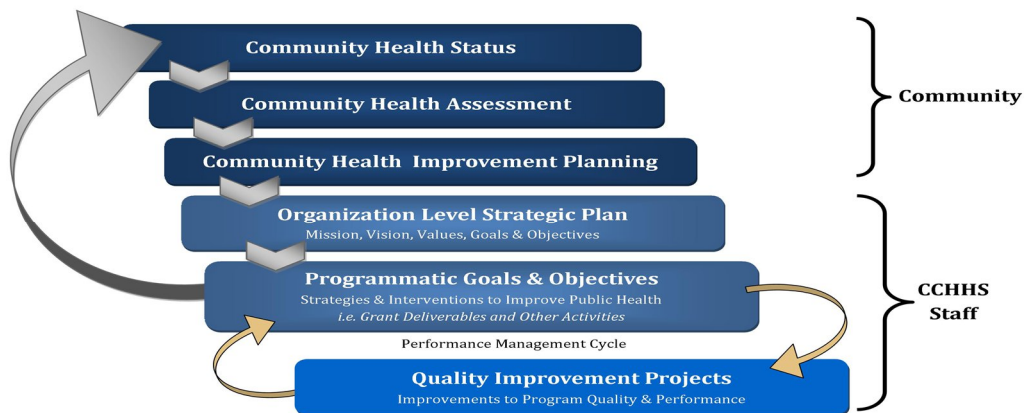 Community Health Status
Community Health Assessment
Community Health Improvement Planning
Community
Organization Level Strategic Plan
Mission, Vision, Values, Goals & Objectives
Programmatic Goals & Objectives
Strategies & Interventions to Improve Public Health
i.e. Grant Deliverables and Other Activities
Performance Management Cycle
Quality Improvement Projects
Improvements to Program Quality & Performance
CCHHS
Staff